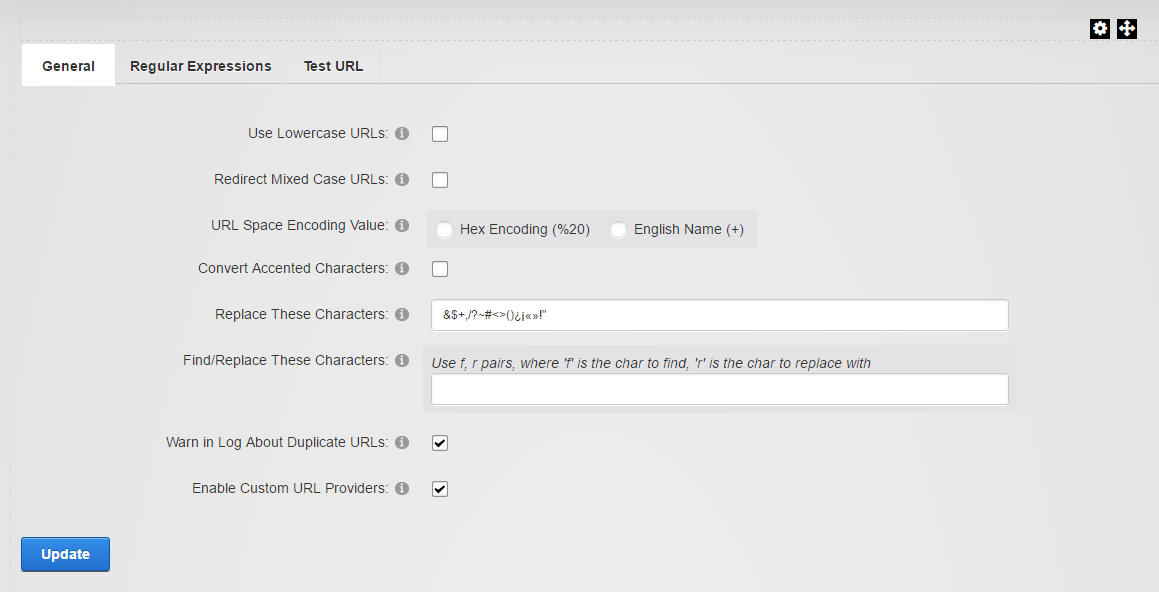 General Regular Expressions Test URL
Use Lowercase URLs:
Redirect Mixed Case URLs:
URL Space Encoding Value: Hex Encoding (%20) English Name (+)
Convert Accented Characters:
Replace These Characters: &$+,/?~#<>()¿¡«»!"
Find/Replace These Characters: Use f, r pairs, where 'f' is the char to find, 'r' is the char to replace with
Warn in Log About Duplicate URLs:
Enable Custom URL Providers:
Update